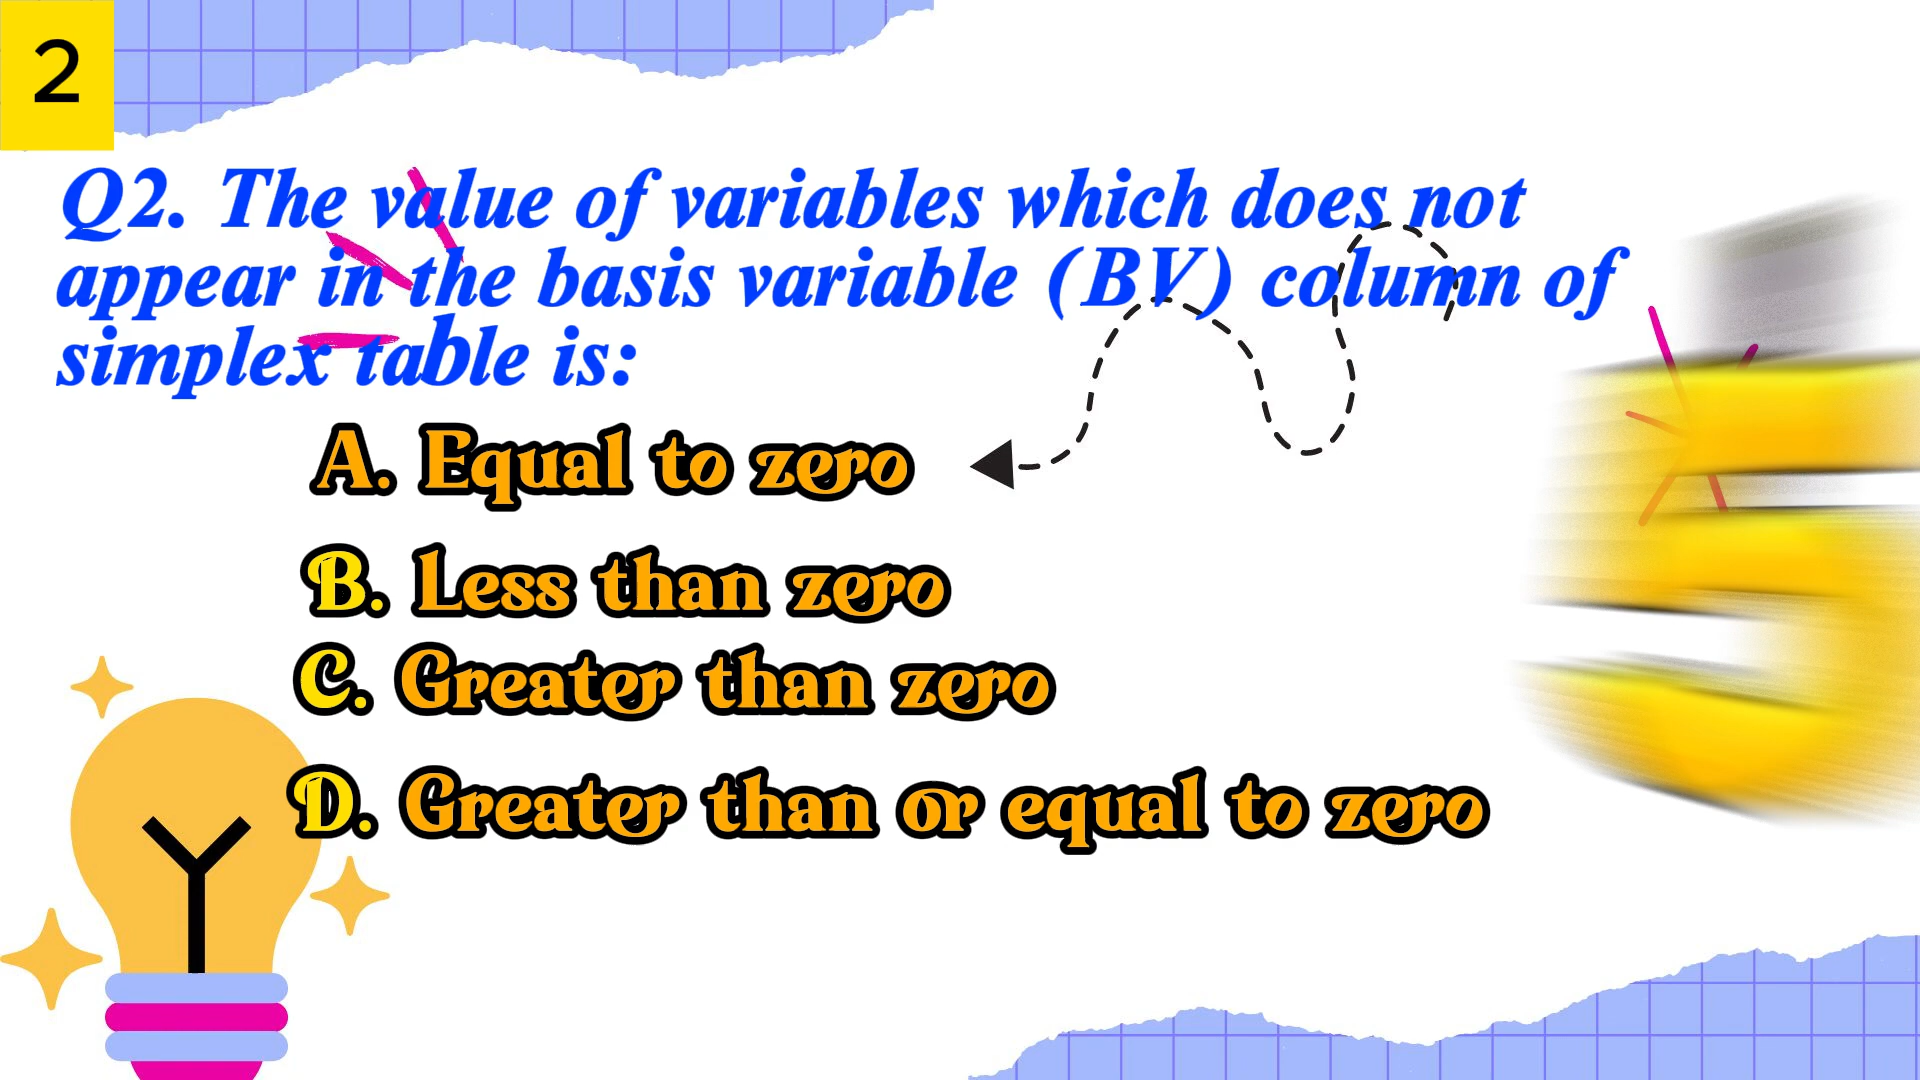 2
Q2. The value of variables which does not
appear in the basis variable (BV) column of
simplex table is:
A. Equal to zero
B. Less than zero
C. Greater than zero
D. Greater than or equal to zero